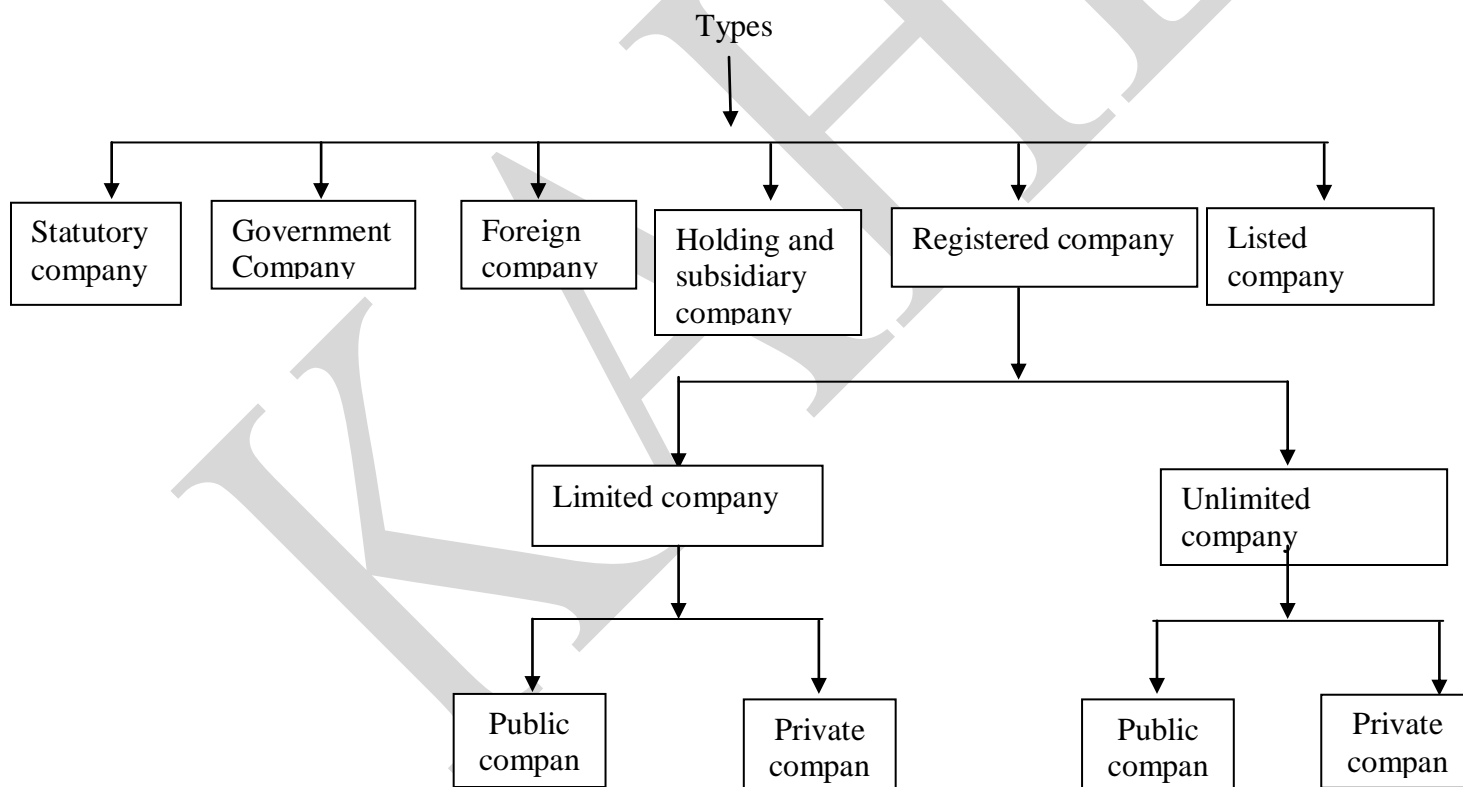 Types
Statutory
company
Government
Company
Foreign
company
Holding and
subsidiary
company
Registered company
Listed
company
Limited company
Unlimited
company
Public
compan
Private
compan
Public
compan
Private
compan